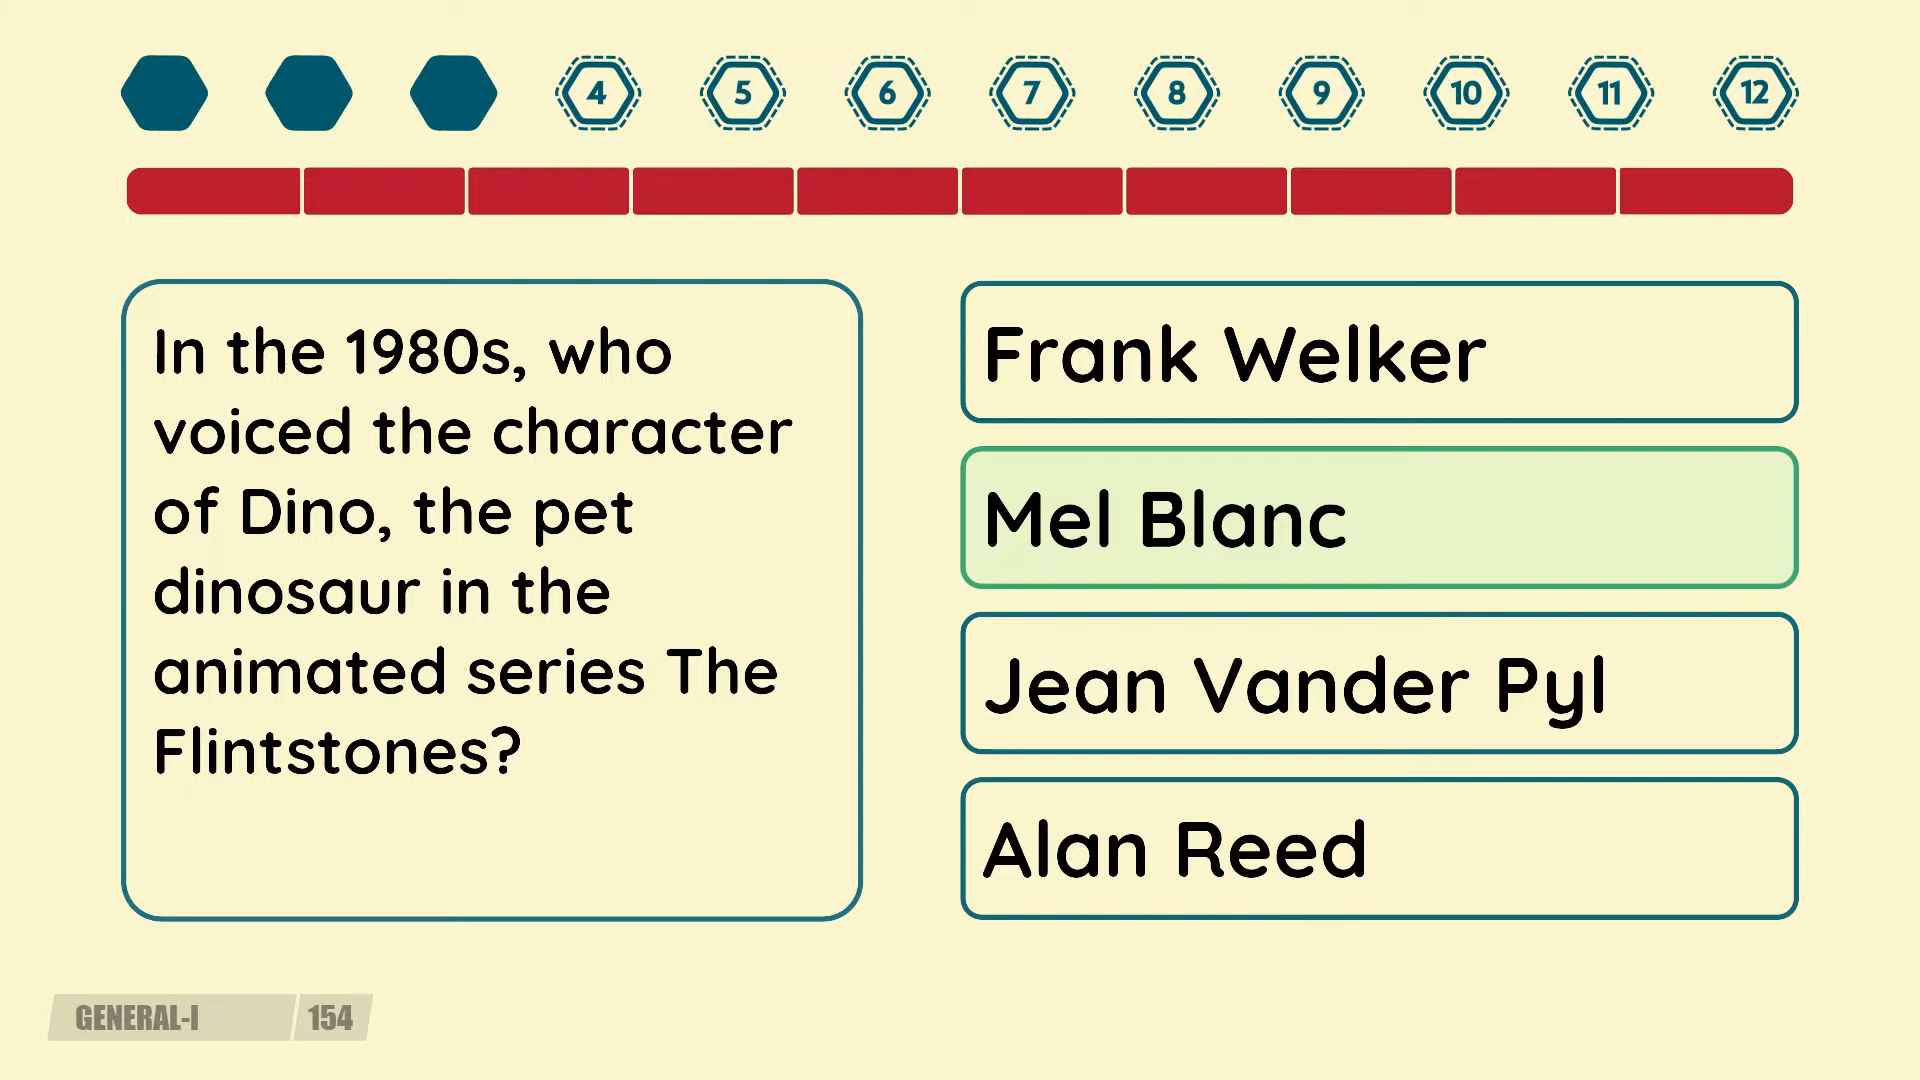 4 5 6 7 8 9 10 11 12
In the 1980s, who
voiced the character
of Dino, the pet
dinosaur in the
animated series The
Flintstones?
Frank Welker
Mel Blanc
Jean Vander Pyl
Alan Reed
GENERAL-I 154